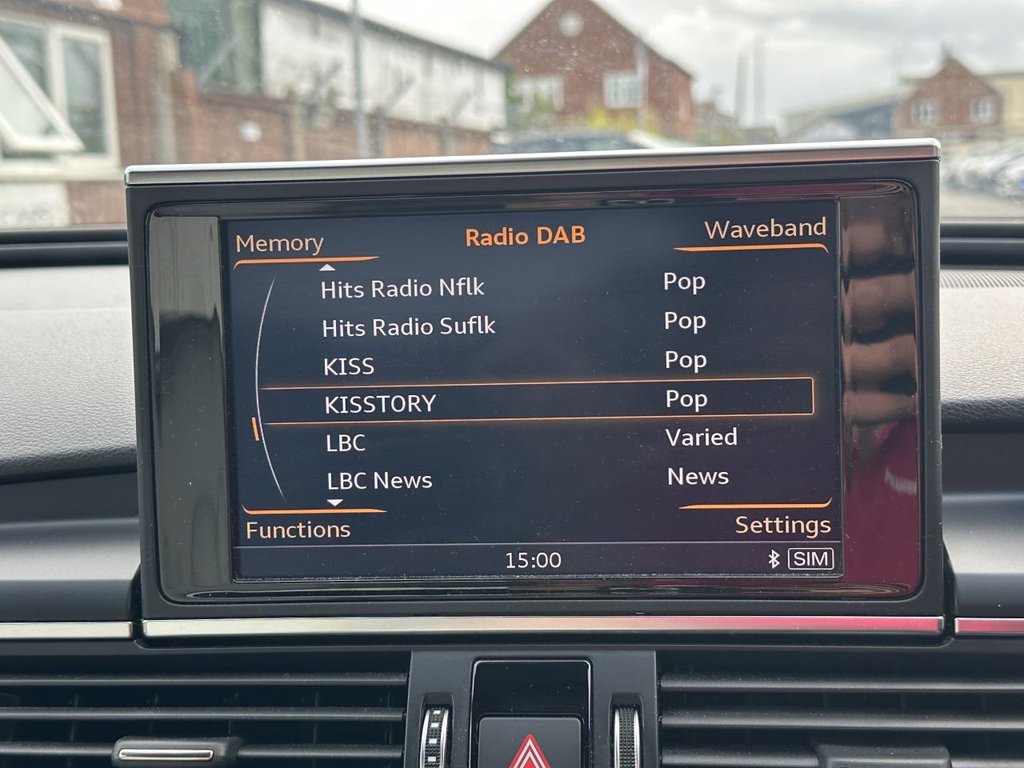 Memory Radio DAB Waveband
Hits Radio Nflk Pop
Hits Radio Suflk Pop
KISS Pop
KISSTORY Pop
LBC Varied
LBC News News
Functions Settings
15:00 SIM